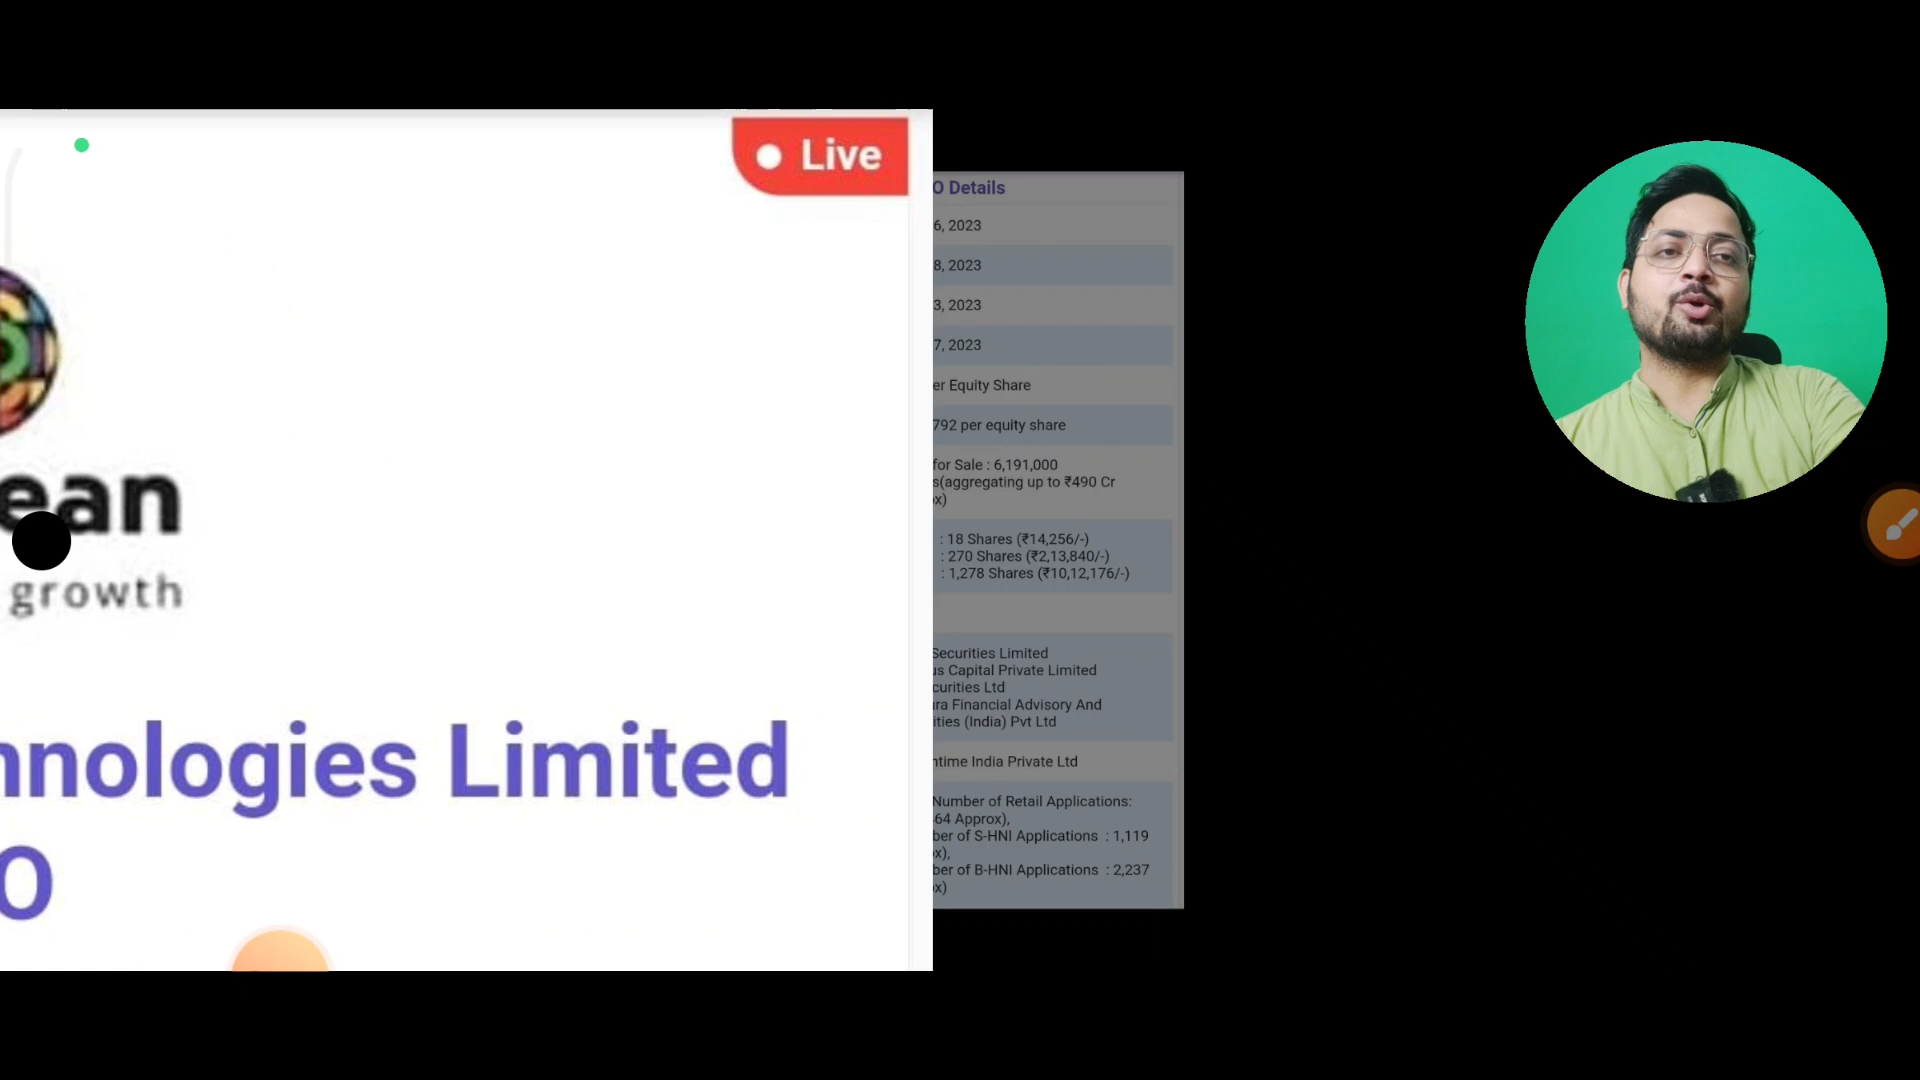 Live
ean
growth
hnologies Limited
O
O Details
6, 2023
8, 2023
3, 2023
7, 2023
er Equity Share
792 per equity share
for Sale : 6,191,000
s(aggregating up to ₹490 Cr
x)
: 18 Shares (₹14,256/-)
: 270 Shares (₹2,13,840/-)
: 1,278 Shares (₹10,12,176/-)
Securities Limited
us Capital Private Limited
curities Ltd
ra Financial Advisory And
ities (India) Pvt Ltd
ntime India Private Ltd
Number of Retail Applications:
64 Approx),
ber of S-HNI Applications : 1,119
x),
ber of B-HNI Applications : 2,237
x)